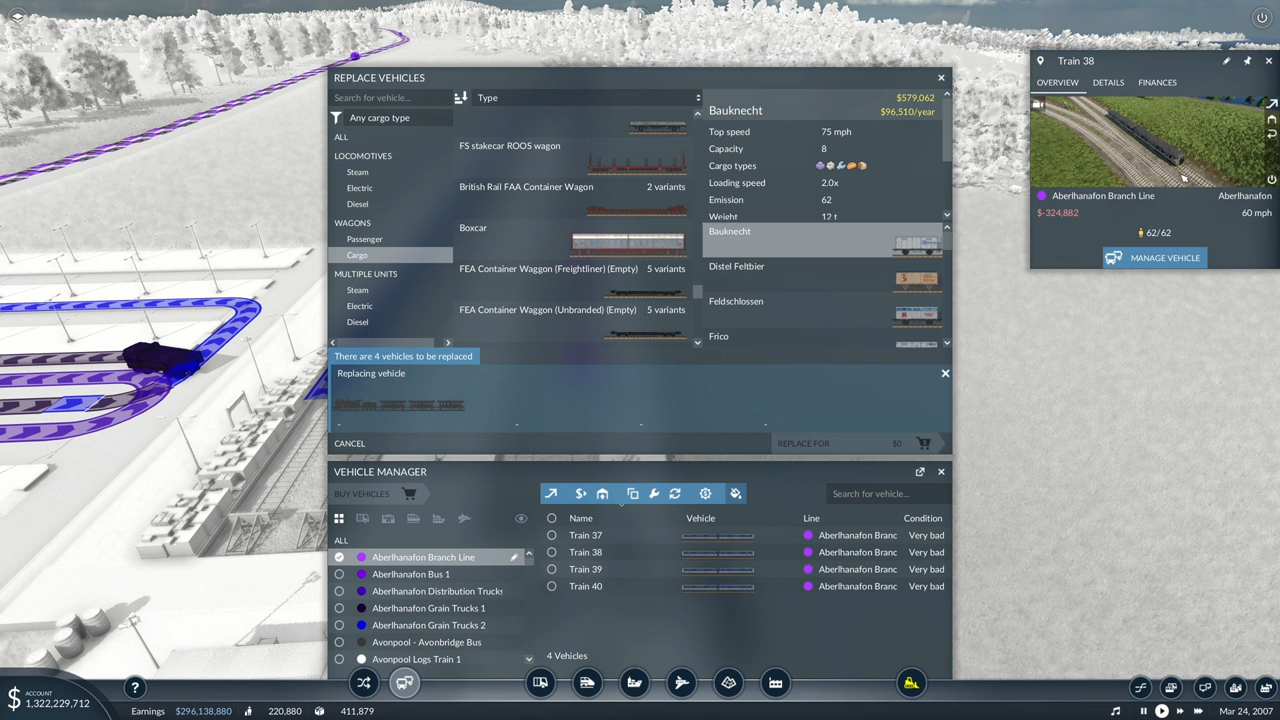 REPLACE VEHICLES
Search for vehicle...
Type
Any cargo type
ALL
LOCOMOTIVES
Steam
Electric
Diesel
WAGONS
Passenger
Cargo
MULTIPLE UNITS
Steam
Electric
Diesel
FS stakecar ROOS wagon
British Rail FAA Container Wagon 2 variants
Boxcar
FEA Container Waggon (Freightliner) (Empty) 5 variants
FEA Container Waggon (Unbranded) (Empty) 5 variants
$579,062
Bauknecht
$96,510/year
Top speed 75 mph
Capacity 8
Cargo types
Loading speed 2.0x
Emission 62
Weight 12 t
Bauknecht
Distel Feltbier
Feldschlossen
Frico
There are 4 vehicles to be replaced
Replacing vehicle
- - - -
CANCEL
REPLACE FOR $0
Train 38
OVERVIEW DETAILS FINANCES
Aberlhanafon Branch Line Aberlhanafon
$-324,882 60 mph
62/62
MANAGE VEHICLE
VEHICLE MANAGER
BUY VEHICLES
Search for vehicle...
ALL
Aberlhanafon Branch Line
Aberlhanafon Bus 1
Aberlhanafon Distribution Trucks
Aberlhanafon Grain Trucks 1
Aberlhanafon Grain Trucks 2
Avonpool - Avonbridge Bus
Avonpool Logs Train 1
Name Vehicle Line Condition
Train 37 Aberlhanafon Branc Very bad
Train 38 Aberlhanafon Branc Very bad
Train 39 Aberlhanafon Branc Very bad
Train 40 Aberlhanafon Branc Very bad
4 Vehicles
$ ACCOUNT
1,322,229,712
?
Earnings $296,138,880 220,880 411,879
Mar 24, 2007